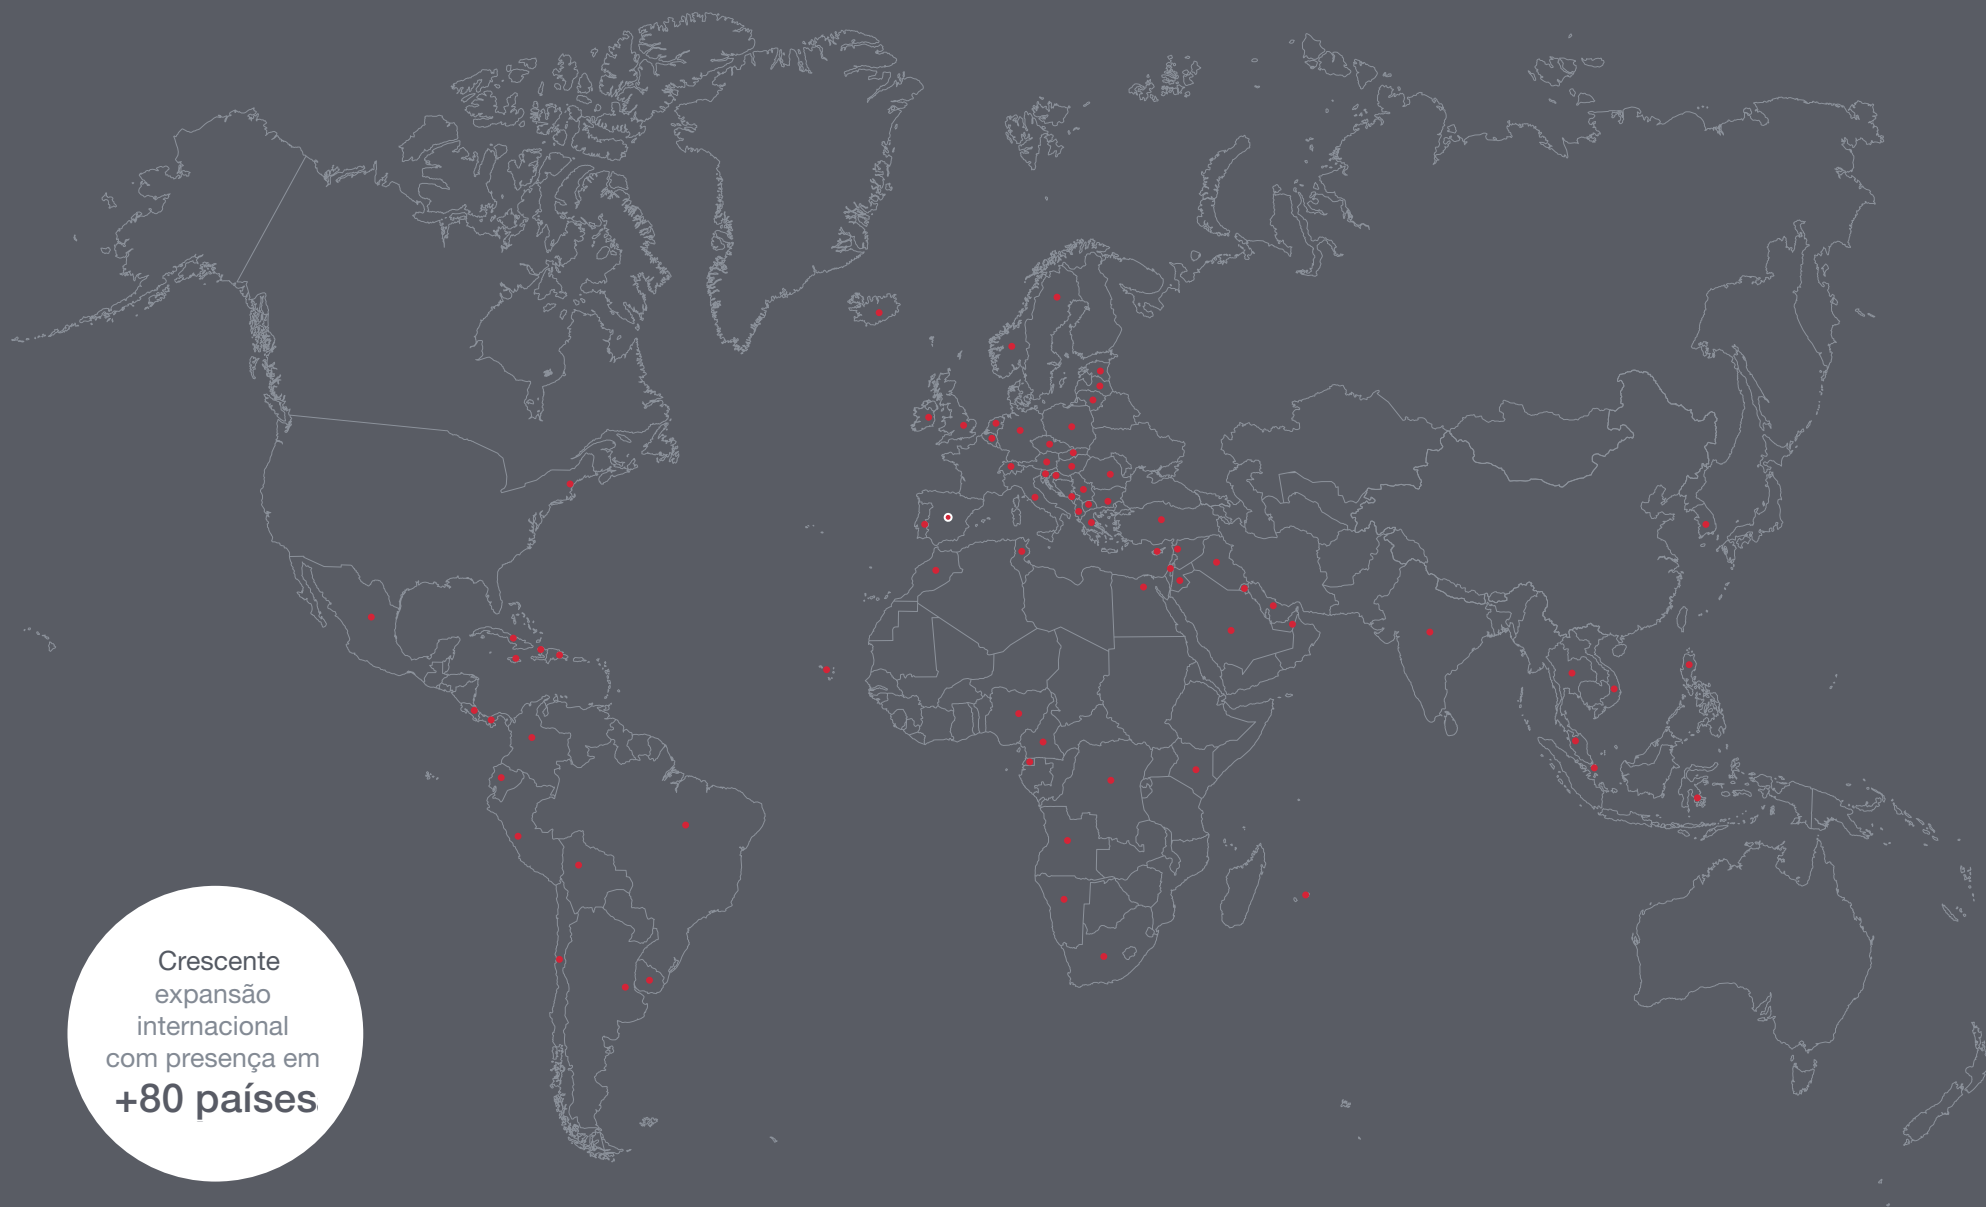 Crescente
expansão
internacional
com presença em
+80 países